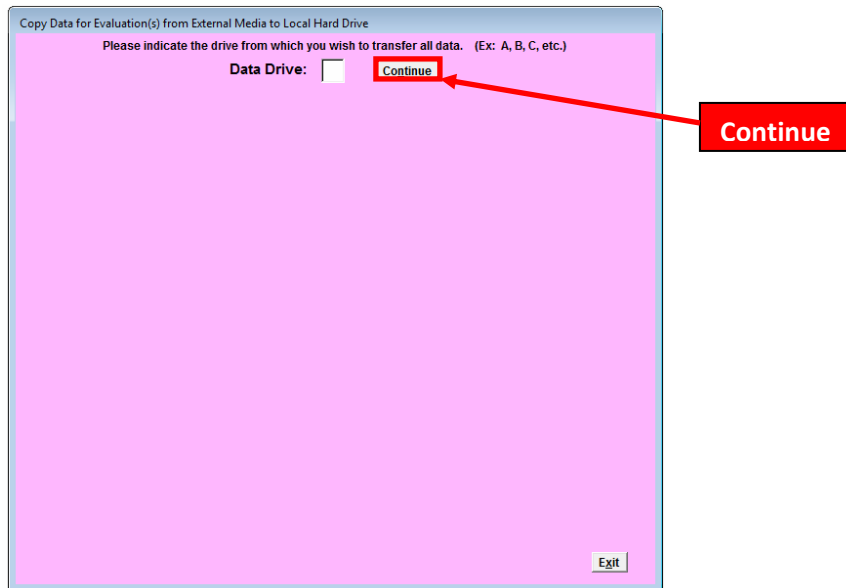 Copy Data for Evaluation(s) from External Media to Local Hard Drive
Please indicate the drive from which you wish to transfer all data. (Ex: A, B, C, etc.)
Data Drive: Continue
Continue
Exit